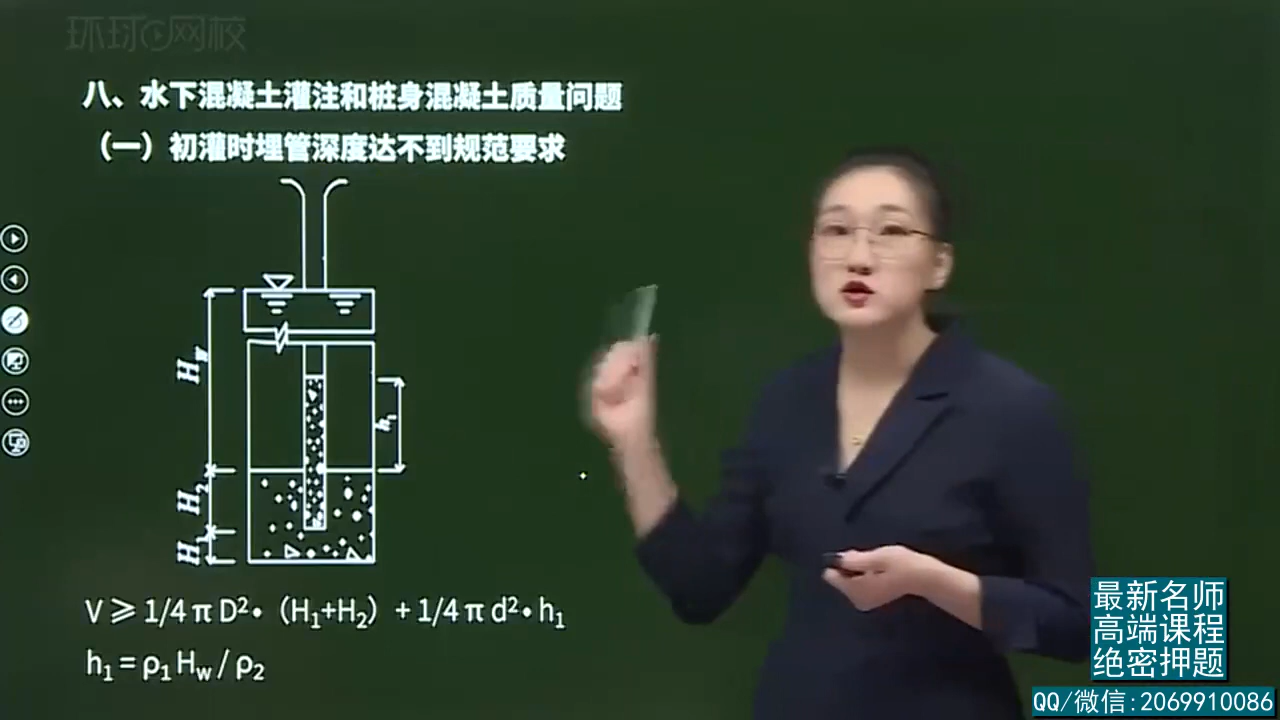 环球网校
八、水下混凝土灌注和桩身混凝土质量问题
（一）初灌时埋管深度达不到规范要求
H_w
h₁
H₂
H₁
V ≥ 1/4 π D²•（H₁+H₂）+ 1/4 π d²• h₁
h₁ = ρ₁ H_w / ρ₂
最新名师
高端课程
绝密押题
QQ/微信:2069910086